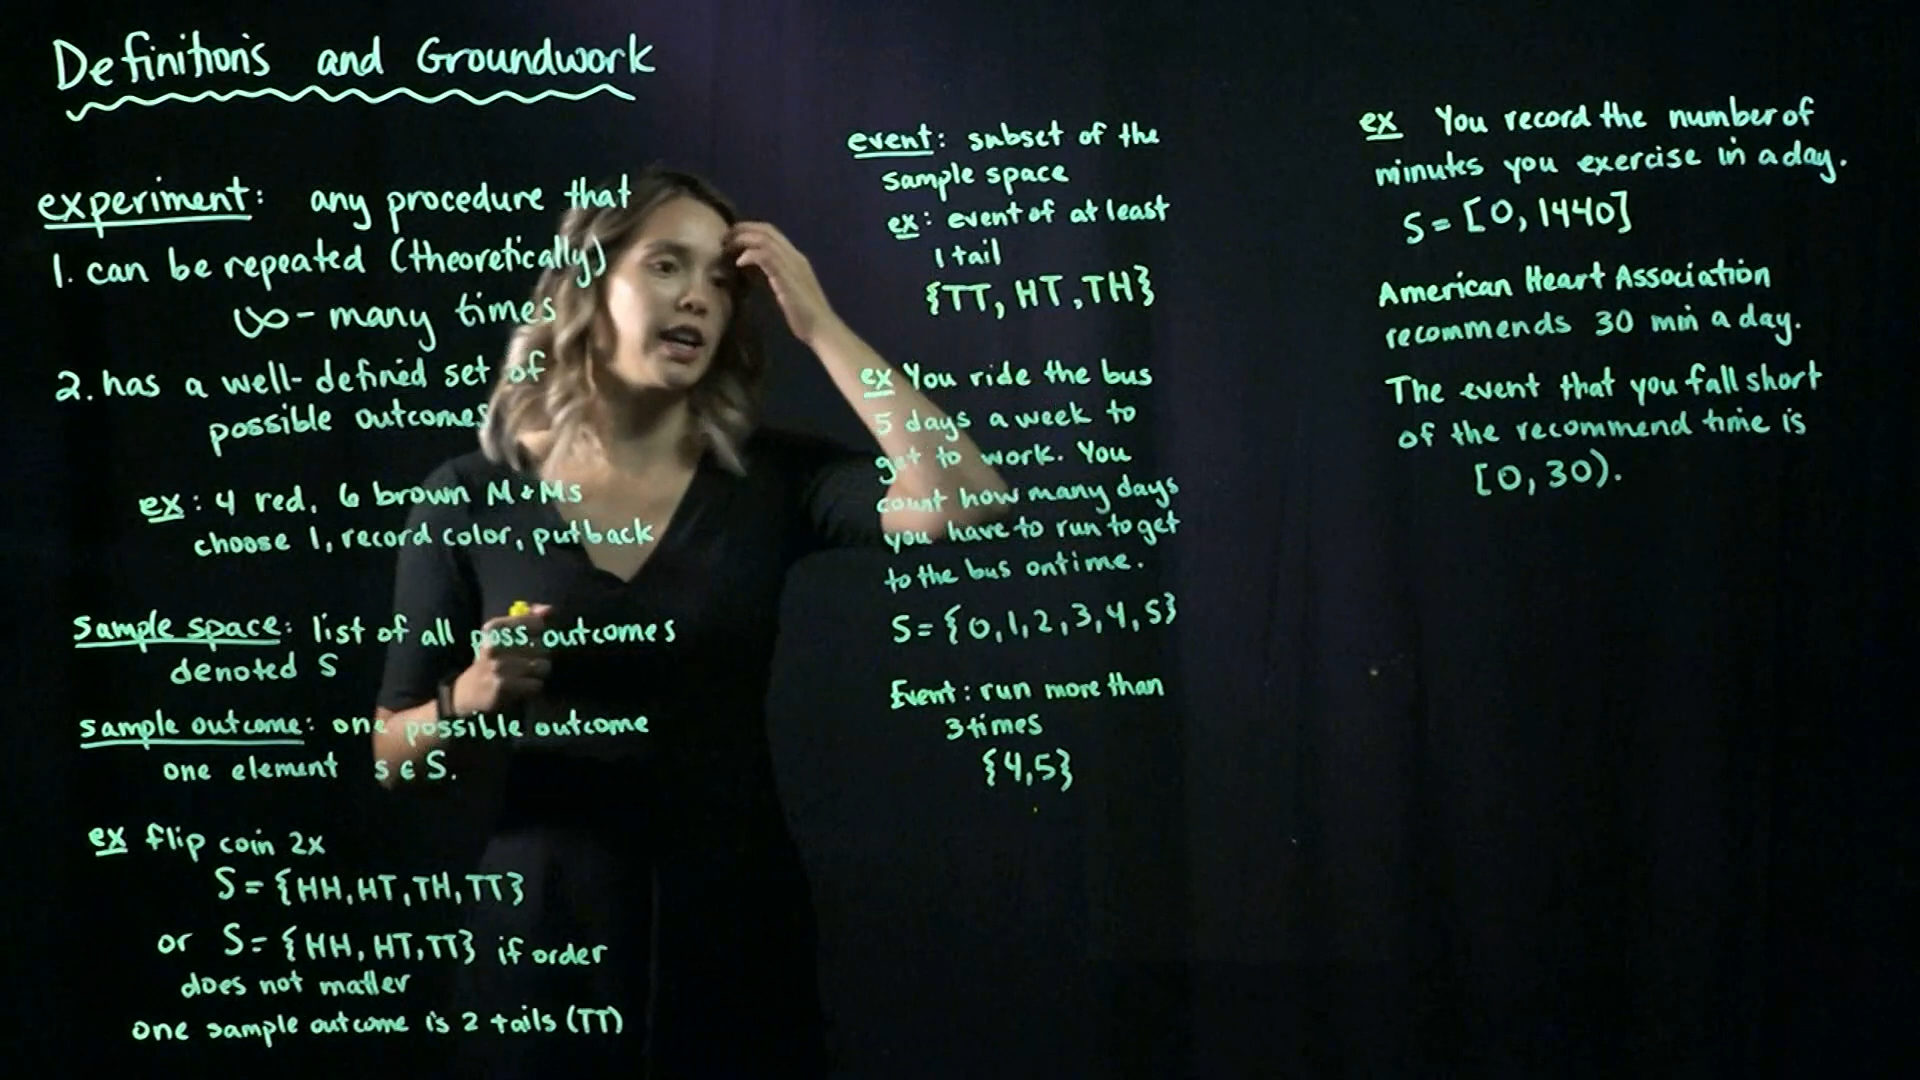 Definitions and Groundwork
experiment: any procedure that
1. can be repeated (theoretically)
∞-many times
2. has a well-defined set of
possible outcomes
ex: 4 red, 6 brown M&Ms
choose 1, record color, put back
Sample space: list of all poss. outcomes
denoted S
sample outcome: one possible outcome
one element s ∈ S.
ex flip coin 2x
S = {HH, HT, TH, TT}
or S = {HH, HT, TT} if order
does not matter
one sample outcome is 2 tails (TT)
event: subset of the
sample space
ex: event of at least
1 tail
{TT, HT, TH}
ex You ride the bus
5 days a week to
get to work. You
count how many days
you have to run to get
to the bus on time.
S = {0, 1, 2, 3, 4, 5}
Event: run more than
3 times
{4,5}
ex You record the number of
minutes you exercise in a day.
S = [0, 1440]
American Heart Association
recommends 30 min a day.
The event that you fall short
of the recommend time is
[0, 30).